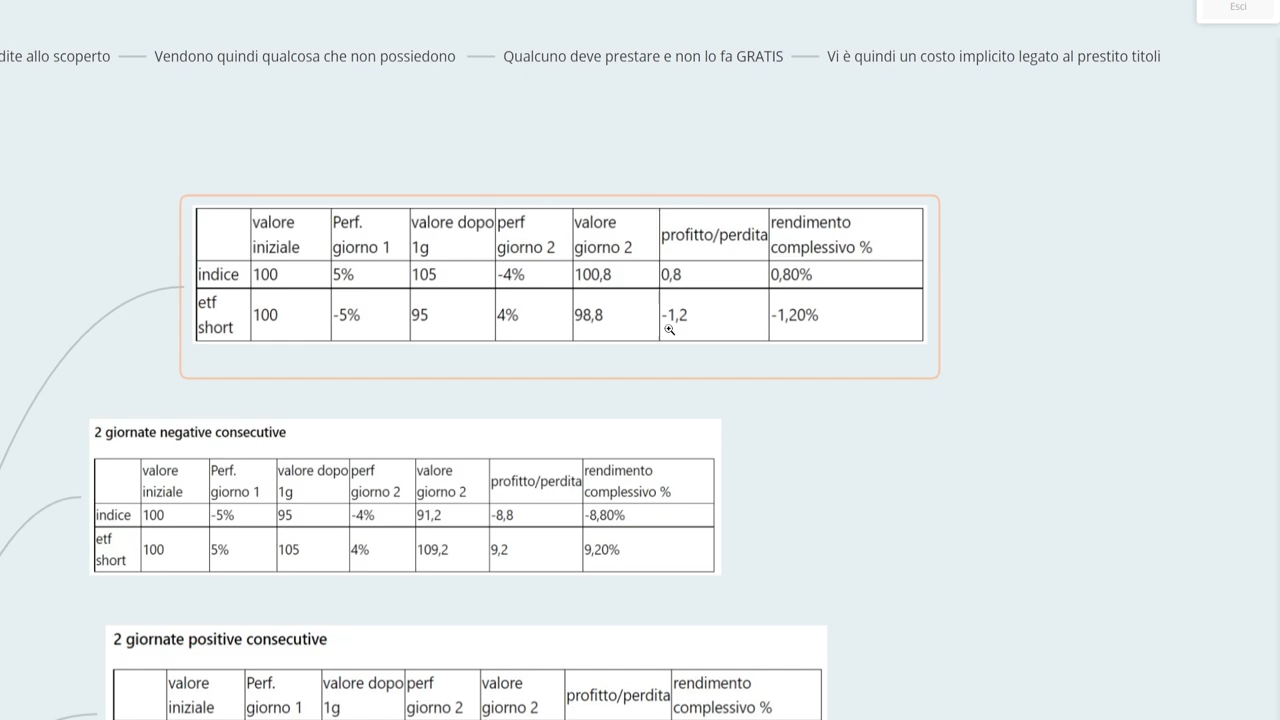 Esci
dite allo scoperto — Vendono quindi qualcosa che non possiedono — Qualcuno deve prestare e non lo fa GRATIS — Vi è quindi un costo implicito legato al prestito titoli
valore iniziale Perf. giorno 1 valore dopo 1g perf giorno 2 valore giorno 2 profitto/perdita rendimento complessivo %
indice 100 5% 105 -4% 100,8 0,8 0,80%
etf short 100 -5% 95 4% 98,8 -1,2 -1,20%
2 giornate negative consecutive
valore iniziale Perf. giorno 1 valore dopo 1g perf giorno 2 valore giorno 2 profitto/perdita rendimento complessivo %
indice 100 -5% 95 -4% 91,2 -8,8 -8,80%
etf short 100 5% 105 4% 109,2 9,2 9,20%
2 giornate positive consecutive
valore iniziale Perf. giorno 1 valore dopo 1g perf giorno 2 valore giorno 2 profitto/perdita rendimento complessivo %